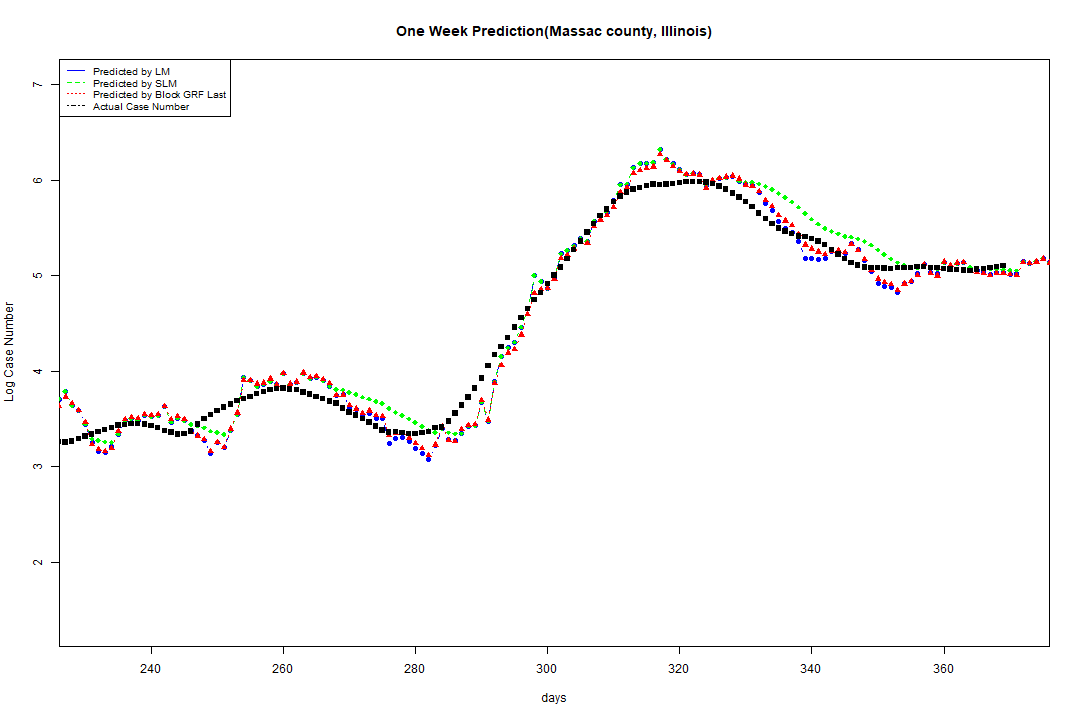 One Week Prediction(Massac county, Illinois)
Predicted by LM
Predicted by SLM
Predicted by Block GRF Last
Actual Case Number
7
6
5
4
3
2
Log Case Number
240 260 280 300 320 340 360
days